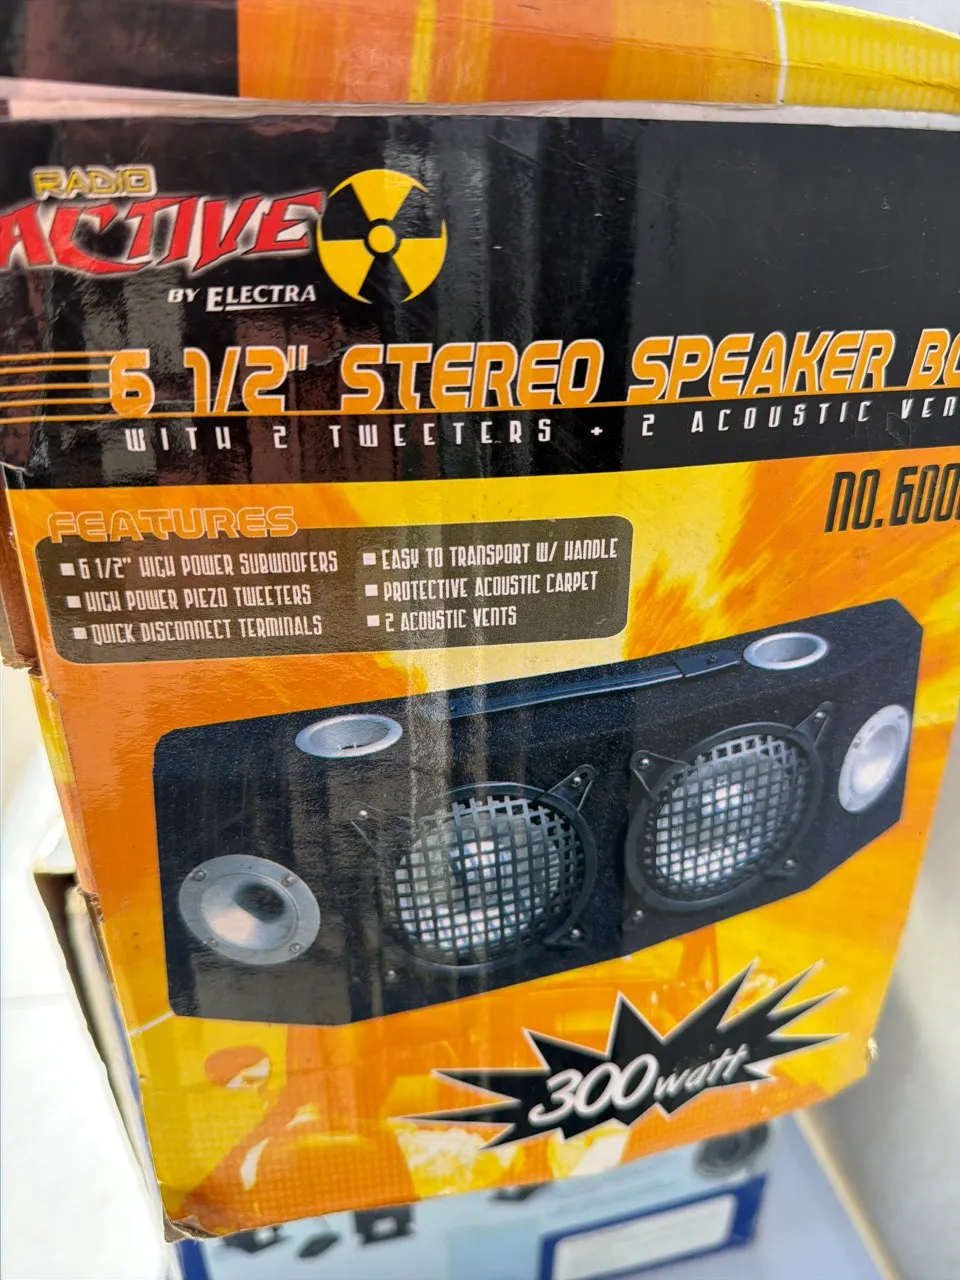 RADIO
ACTIVE
BY ELECTRA
6 1/2" STEREO SPEAKER
WITH 2 TWEETERS + 2 ACOUSTIC
NO. 600
FEATURES
6 1/2" HIGH POWER SUBWOOFERS
HIGH POWER PIEZO TWEETERS
QUICK DISCONNECT TERMINALS
EASY TO TRANSPORT W/ HANDLE
PROTECTIVE ACOUSTIC CARPET
2 ACOUSTIC VENTS
300watt